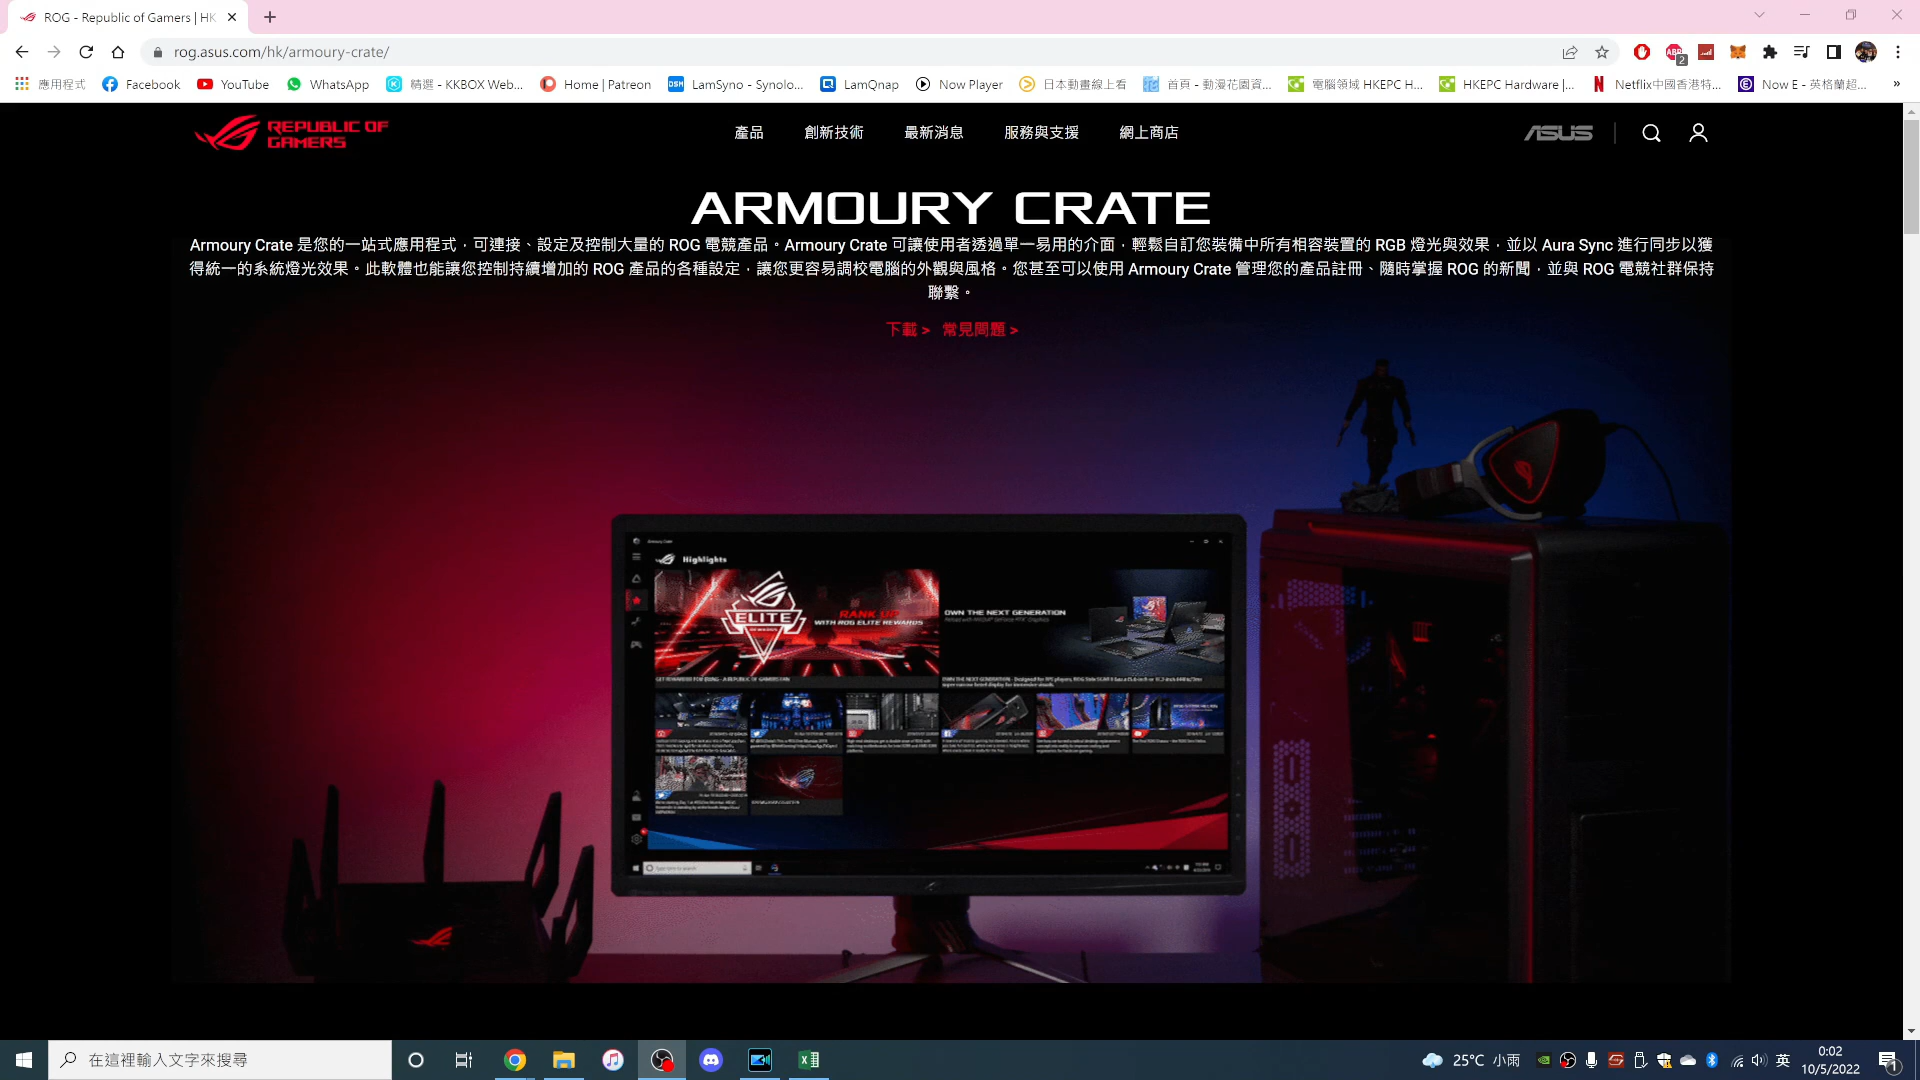 ROG - Republic of Gamers | HK
rog.asus.com/hk/armoury-crate/
2
應用程式
Facebook
YouTube
WhatsApp
精選 - KKBOX Web...
Home | Patreon
LamSyno - Synolo...
LamQnap
Now Player
日本動畫線上看
首頁 - 動漫花園資...
電腦領域 HKEPC H...
HKEPC Hardware |...
Netflix中國香港特...
Now E - 英格蘭超...
REPUBLIC OF
GAMERS
產品
創新技術
最新消息
服務與支援
網上商店
ASUS
ARMOURY CRATE
Armoury Crate 是您的一站式應用程式，可連接、設定及控制大量的 ROG 電競產品。Armoury Crate 可讓使用者透過單一易用的介面，輕鬆自訂您裝備中所有相容裝置的 RGB 燈光與效果，並以 Aura Sync 進行同步以獲
得統一的系統燈光效果。此軟體也能讓您控制持續增加的 ROG 產品的各種設定，讓您更容易調校電腦的外觀與風格。您甚至可以使用 Armoury Crate 管理您的產品註冊、隨時掌握 ROG 的新聞，並與 ROG 電競社群保持
聯繫。
下載 > 常見問題 >
Armoury Crate
Highlights
ELITE
RANK UP
WITH ROG ELITE REWARDS
OWN THE NEXT GENERATION
在這裡輸入文字來搜尋
25°C 小雨
英
0:02
10/5/2022
1